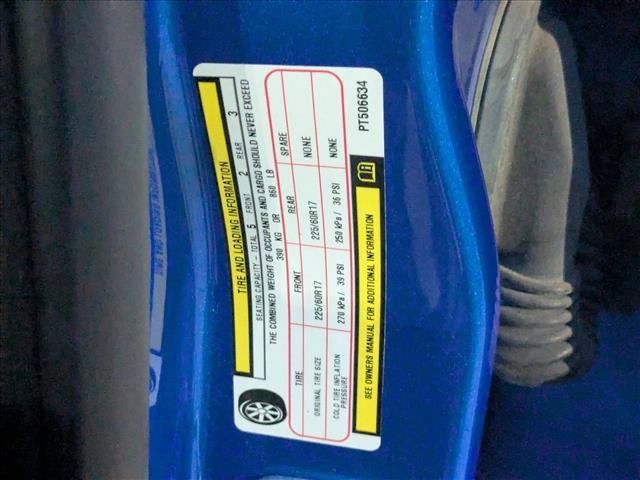 TIRE AND LOADING INFORMATION
SEATING CAPACITY – TOTAL 5 FRONT 2 REAR 3
THE COMBINED WEIGHT OF OCCUPANTS AND CARGO SHOULD NEVER EXCEED
390 KG OR 860 LB
TIRE FRONT REAR SPARE
ORIGINAL TIRE SIZE 225/60R17 225/60R17 NONE
COLD TIRE INFLATION PRESSURE 270 kPa / 39 PSI 250 kPa / 36 PSI NONE
SEE OWNERS MANUAL FOR ADDITIONAL INFORMATION
PT506634